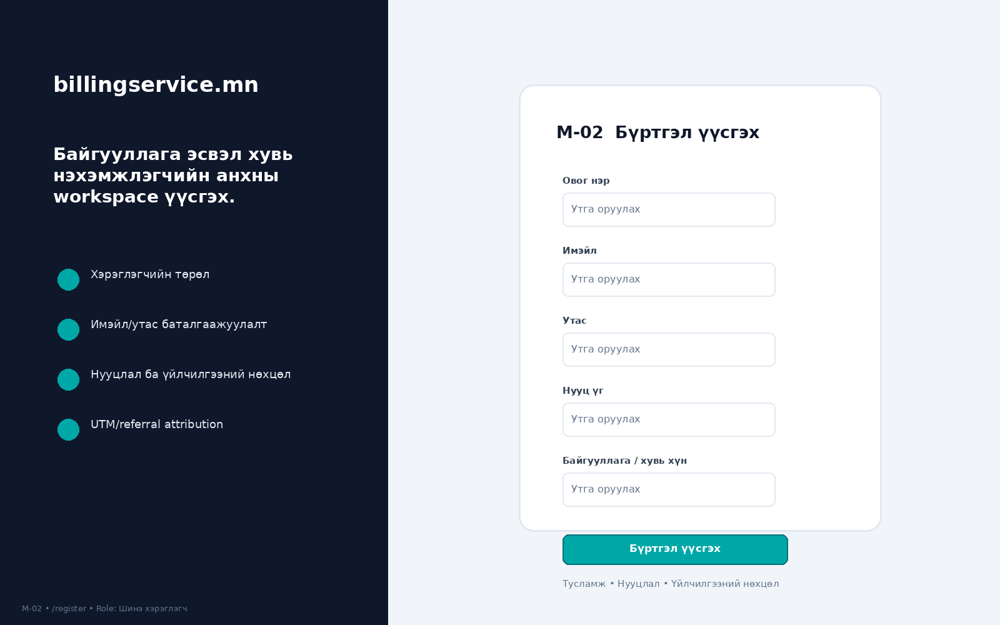 billingservice.mn
Байгууллага эсвэл хувь
нэхэмжлэгчийн анхны
workspace үүсгэх.
Хэрэглэгчийн төрөл
Имэйл/утас баталгаажуулалт
Нууцлал ба үйлчилгээний нөхцөл
UTM/referral attribution
M-02 • /register • Role: Шинэ хэрэглэгч
M-02  Бүртгэл үүсгэх
Овог нэр
Утга оруулах
Имэйл
Утга оруулах
Утас
Утга оруулах
Нууц үг
Утга оруулах
Байгууллага / хувь хүн
Утга оруулах
Бүртгэл үүсгэх
Тусламж • Нууцлал • Үйлчилгээний нөхцөл